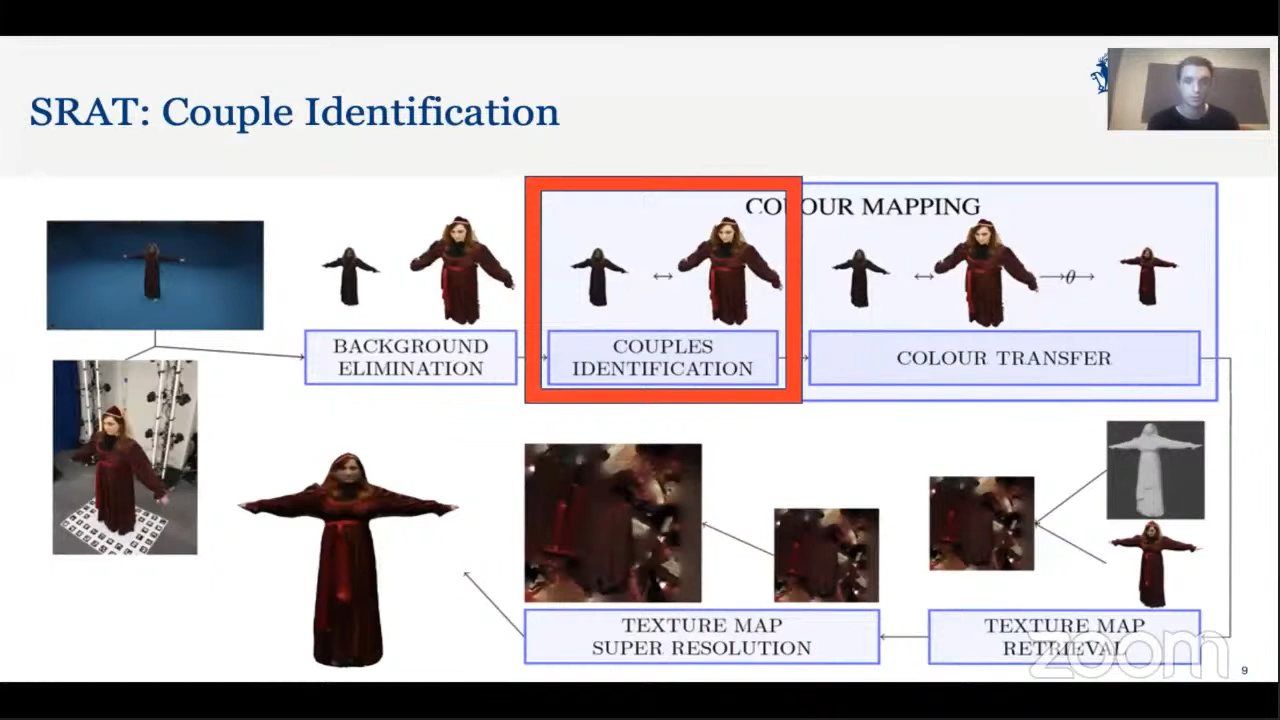 SRAT: Couple Identification
COLOUR MAPPING
θ
BACKGROUND
ELIMINATION
COUPLES
IDENTIFICATION
COLOUR TRANSFER
TEXTURE MAP
SUPER RESOLUTION
TEXTURE MAP
RETRIEVAL
zoom
9